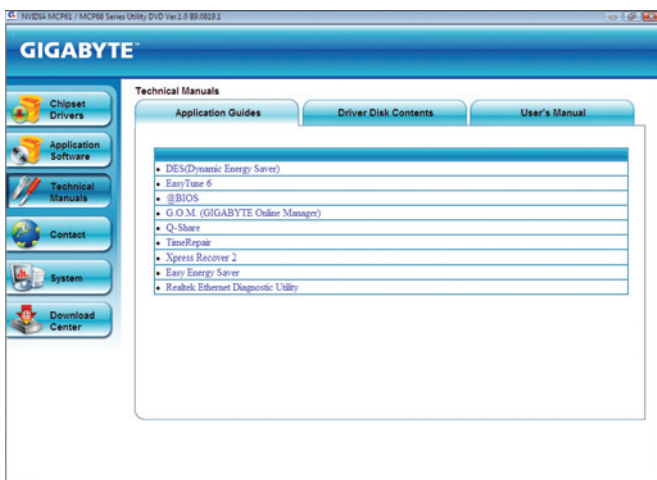 NVIDIA MCP61 / MCP68 Series Utility DVD Ver.1.0 B9.0819.1
GIGABYTE™
Technical Manuals
Application Guides
Driver Disk Contents
User's Manual
Chipset
Drivers
Application
Software
Technical
Manuals
Contact
System
Download
Center
• DES(Dynamic Energy Saver)
• EasyTune 6
• @BIOS
• G.O.M. (GIGABYTE Online Manager)
• Q-Share
• TimeRepair
• Xpress Recover 2
• Easy Energy Saver
• Realtek Ethernet Diagnostic Utility